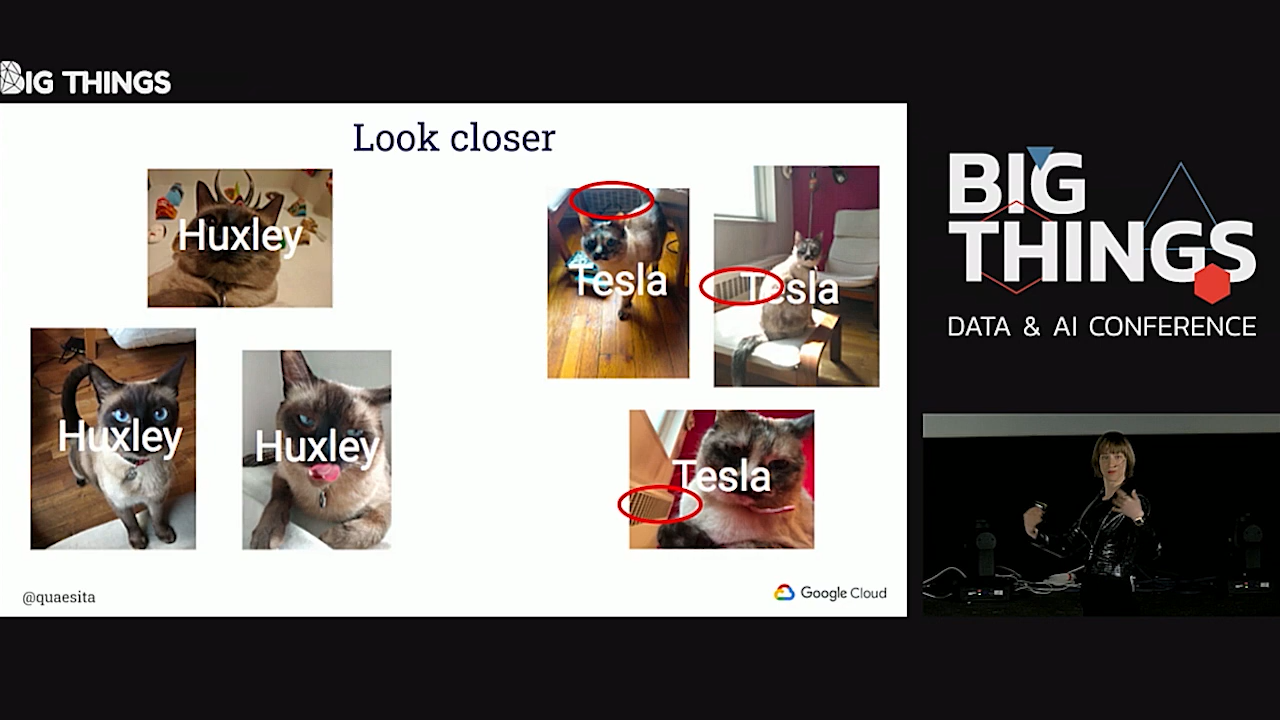 BIG THINGS
Look closer
Huxley
Huxley
Huxley
Tesla
Tesla
Tesla
@quaesita
Google Cloud
BIG
THINGS
DATA & AI CONFERENCE